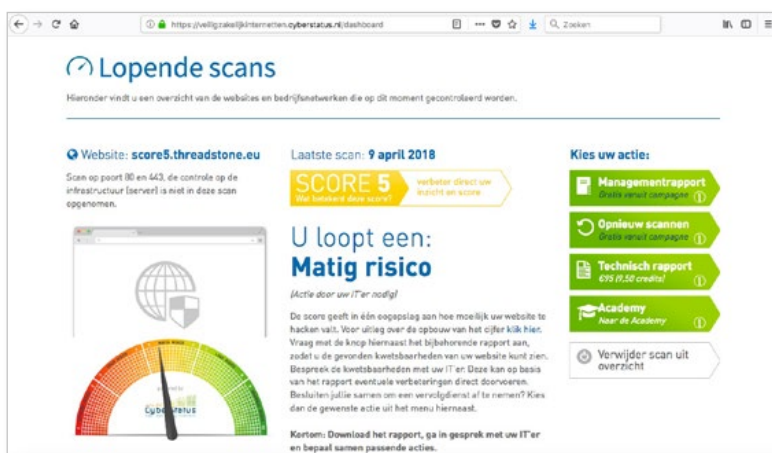 https://veiligzakelijkinternetten.cyberstatus.nl/dashboard
Zoeken
Lopende scans
Hieronder vindt u een overzicht van de websites en bedrijfsnetwerken die op dit moment gecontroleerd worden.
Website: score5.threadstone.eu
Scan op poort 80 en 443, de controle op de
infrastructuur (server) is niet in deze scan
opgenomen.
CyberStatus
Laatste scan: 9 april 2018
SCORE 5
Wat betekend deze score?
verbeter direct uw
inzicht en score
U loopt een:
Matig risico
(Actie door uw IT'er nodig)
De score geeft in één oogopslag aan hoe moeilijk uw website te
hacken valt. Voor uitleg over de opbouw van het cijfer klik hier.
Vraag met de knop hiernaast het bijbehorende rapport aan,
zodat u de gevonden kwetsbaarheden van uw website kunt zien.
Bespreek de kwetsbaarheden met uw IT'er. Deze kan op basis
van het rapport eventuele verbeteringen direct doorvoeren.
Besluiten jullie samen om een vervolgdienst af te nemen? Kies
dan de gewenste actie uit het menu hiernaast.
Kortom: Download het rapport, ga in gesprek met uw IT'er
en bepaal samen passende acties.
Kies uw actie:
Managementrapport
Gratis vanuit campagne
Opnieuw scannen
Gratis vanuit campagne
Technisch rapport
€95 (9,50 credits)
Academy
Naar de Academy
Verwijder scan uit
overzicht